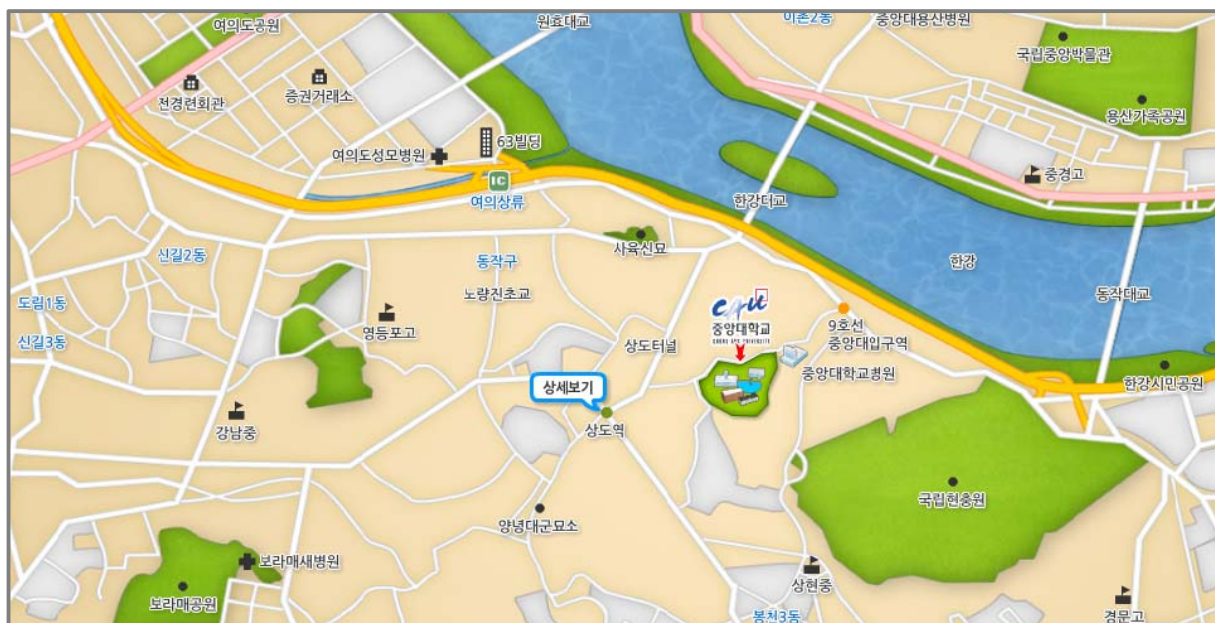 여의도공원
원효대교
이촌2동
중앙대용산병원
국립중앙박물관
전경련회관
증권거래소
용산가족공원
63빌딩
여의도성모병원
IC
여의상류
중경고
한강대교
사육신묘
신길2동
동작구
한강
노량진초교
동작대교
도림1동
CAU
중앙대학교
CHUNG ANG UNIVERSITY
영등포고
9호선
중앙대입구역
신길3동
상도터널
중앙대학교병원
한강시민공원
상세보기
강남중
상도역
국립현충원
양녕대군묘소
보라매새병원
상현중
보라매공원
봉천3동
경문고